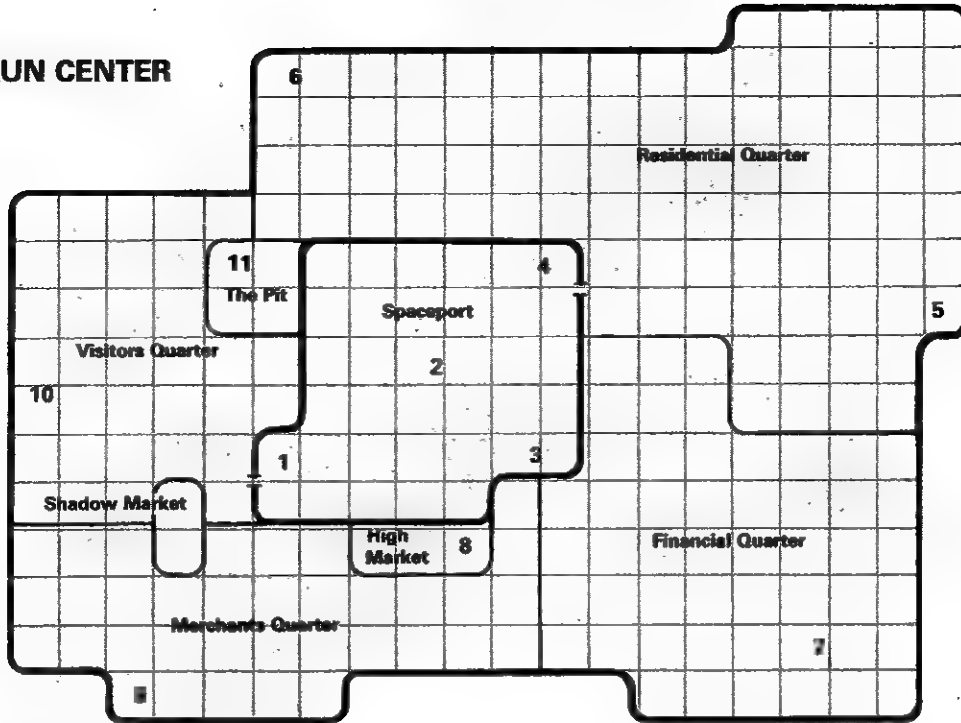 UN CENTER
6
Residential Quarter
11
The Pit
4
Spaceport
5
Visitors Quarter
2
10
1
3
Shadow Market
High
Market
8
Financial Quarter
Merchants Quarter
7